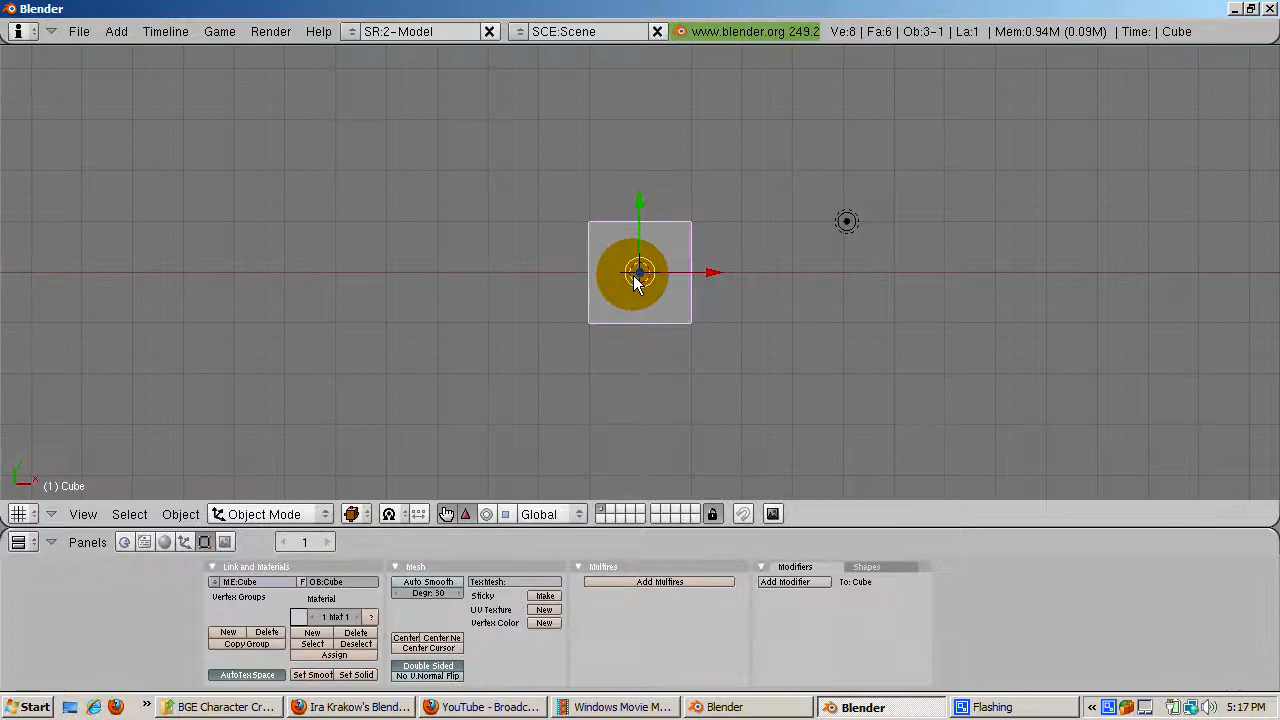 Blender
File Add Timeline Game Render Help SR:2-Model SCE:Scene www.blender.org 249.2 Ve:8 | Fa:6 | Ob:3-1 | La:1 | Mem:0.94M (0.09M) | Time: | Cube
y
x
(1) Cube
View Select Object Object Mode Global
Panels 1
Link and Materials Mesh Multires Modifiers Shapes
ME:Cube F OB:Cube Auto Smooth TexMesh: Add Multires Add Modifier To: Cube
Vertex Groups Material Degr: 30 Sticky Make
1 Mat 1 ? UV Texture New
New Delete New Delete Vertex Color New
Copy Group Select Deselect Center Center Ne
Assign Center Cursor
Double Sided
AutoTexSpace Set Smoot Set Solid No V.Normal Flip
Start » BGE Character Cr... Ira Krakow's Blend... YouTube - Broadc... Windows Movie M... Blender Blender Flashing « 5:17 PM